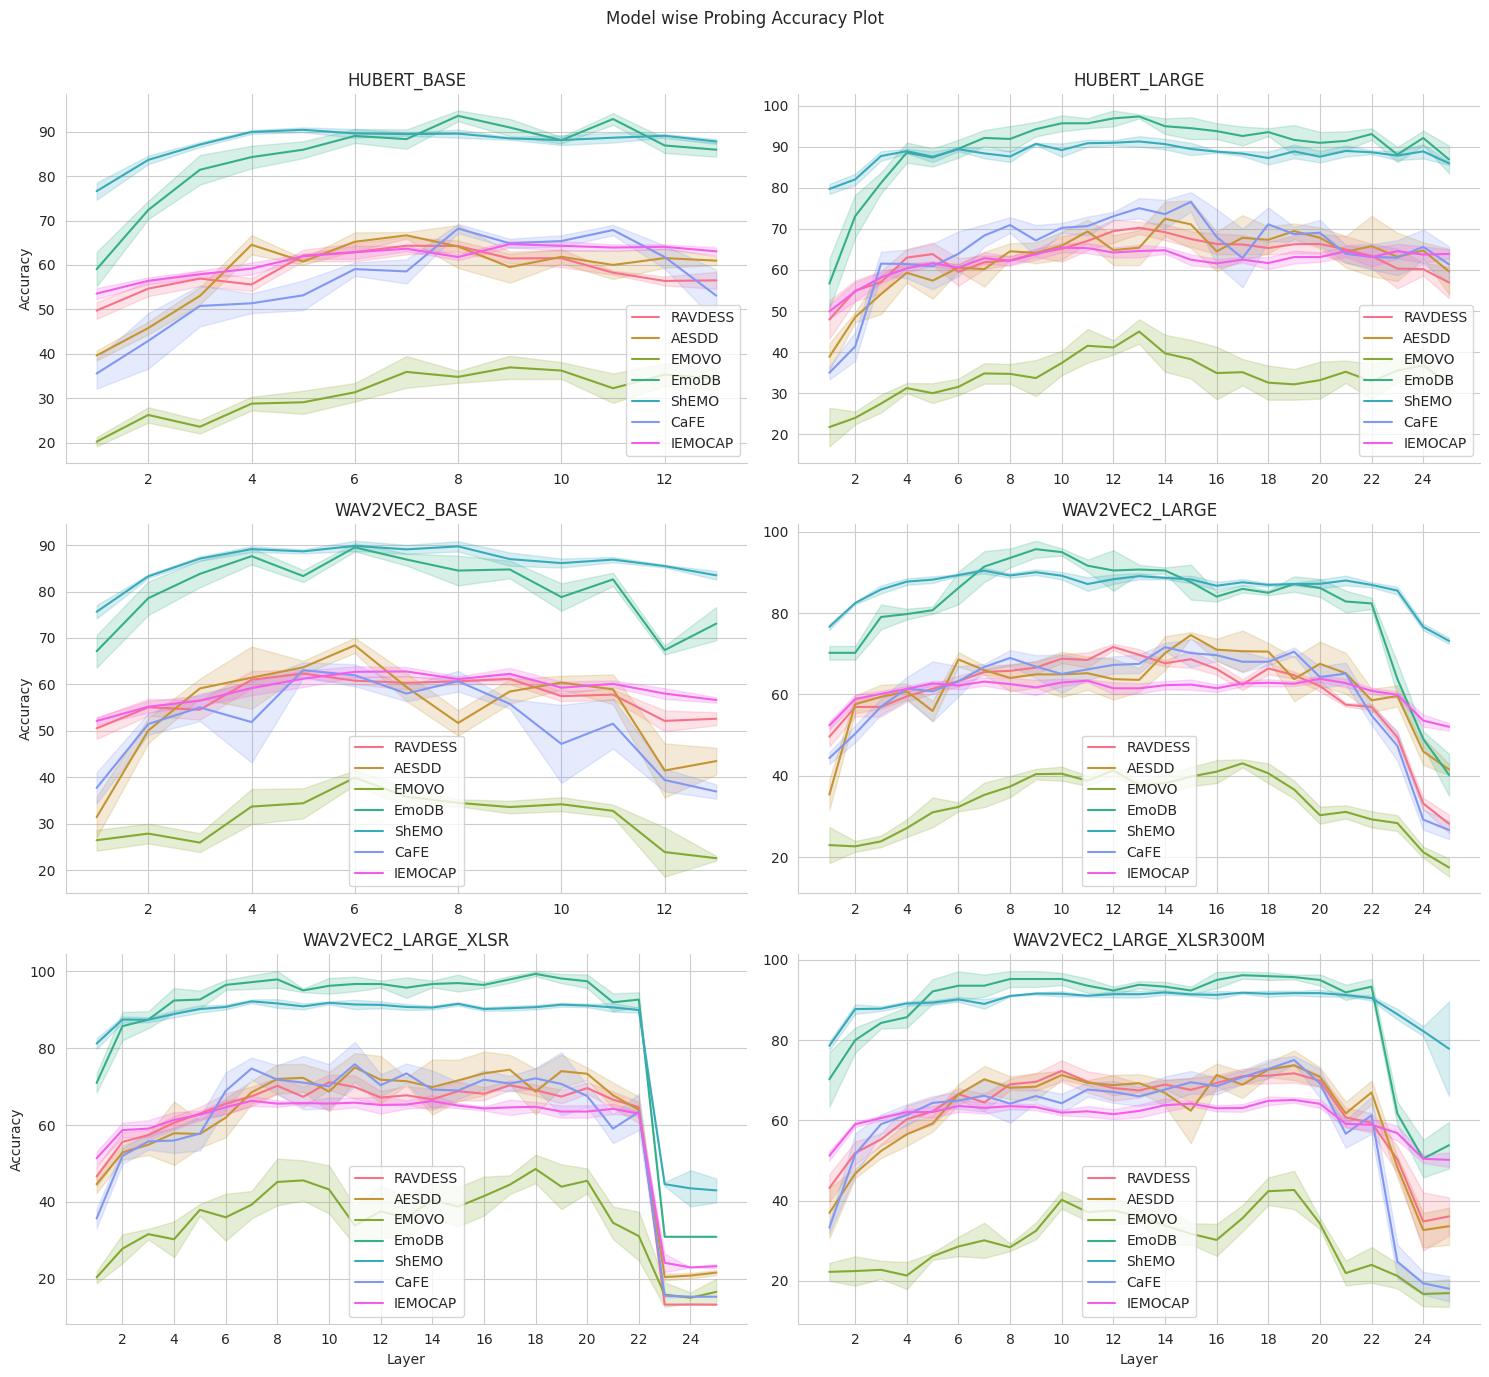 Model wise Probing Accuracy Plot
HUBERT_BASE
Accuracy
90
80
70
60
50
40
30
20
2 4 6 8 10 12
RAVDESS
AESDD
EMOVO
EmoDB
ShEMO
CaFE
IEMOCAP
HUBERT_LARGE
100
90
80
70
60
50
40
30
20
2 4 6 8 10 12 14 16 18 20 22 24
RAVDESS
AESDD
EMOVO
EmoDB
ShEMO
CaFE
IEMOCAP
WAV2VEC2_BASE
Accuracy
90
80
70
60
50
40
30
20
2 4 6 8 10 12
RAVDESS
AESDD
EMOVO
EmoDB
ShEMO
CaFE
IEMOCAP
WAV2VEC2_LARGE
100
80
60
40
20
2 4 6 8 10 12 14 16 18 20 22 24
RAVDESS
AESDD
EMOVO
EmoDB
ShEMO
CaFE
IEMOCAP
WAV2VEC2_LARGE_XLSR
Accuracy
100
80
60
40
20
2 4 6 8 10 12 14 16 18 20 22 24
Layer
RAVDESS
AESDD
EMOVO
EmoDB
ShEMO
CaFE
IEMOCAP
WAV2VEC2_LARGE_XLSR300M
100
80
60
40
20
2 4 6 8 10 12 14 16 18 20 22 24
Layer
RAVDESS
AESDD
EMOVO
EmoDB
ShEMO
CaFE
IEMOCAP